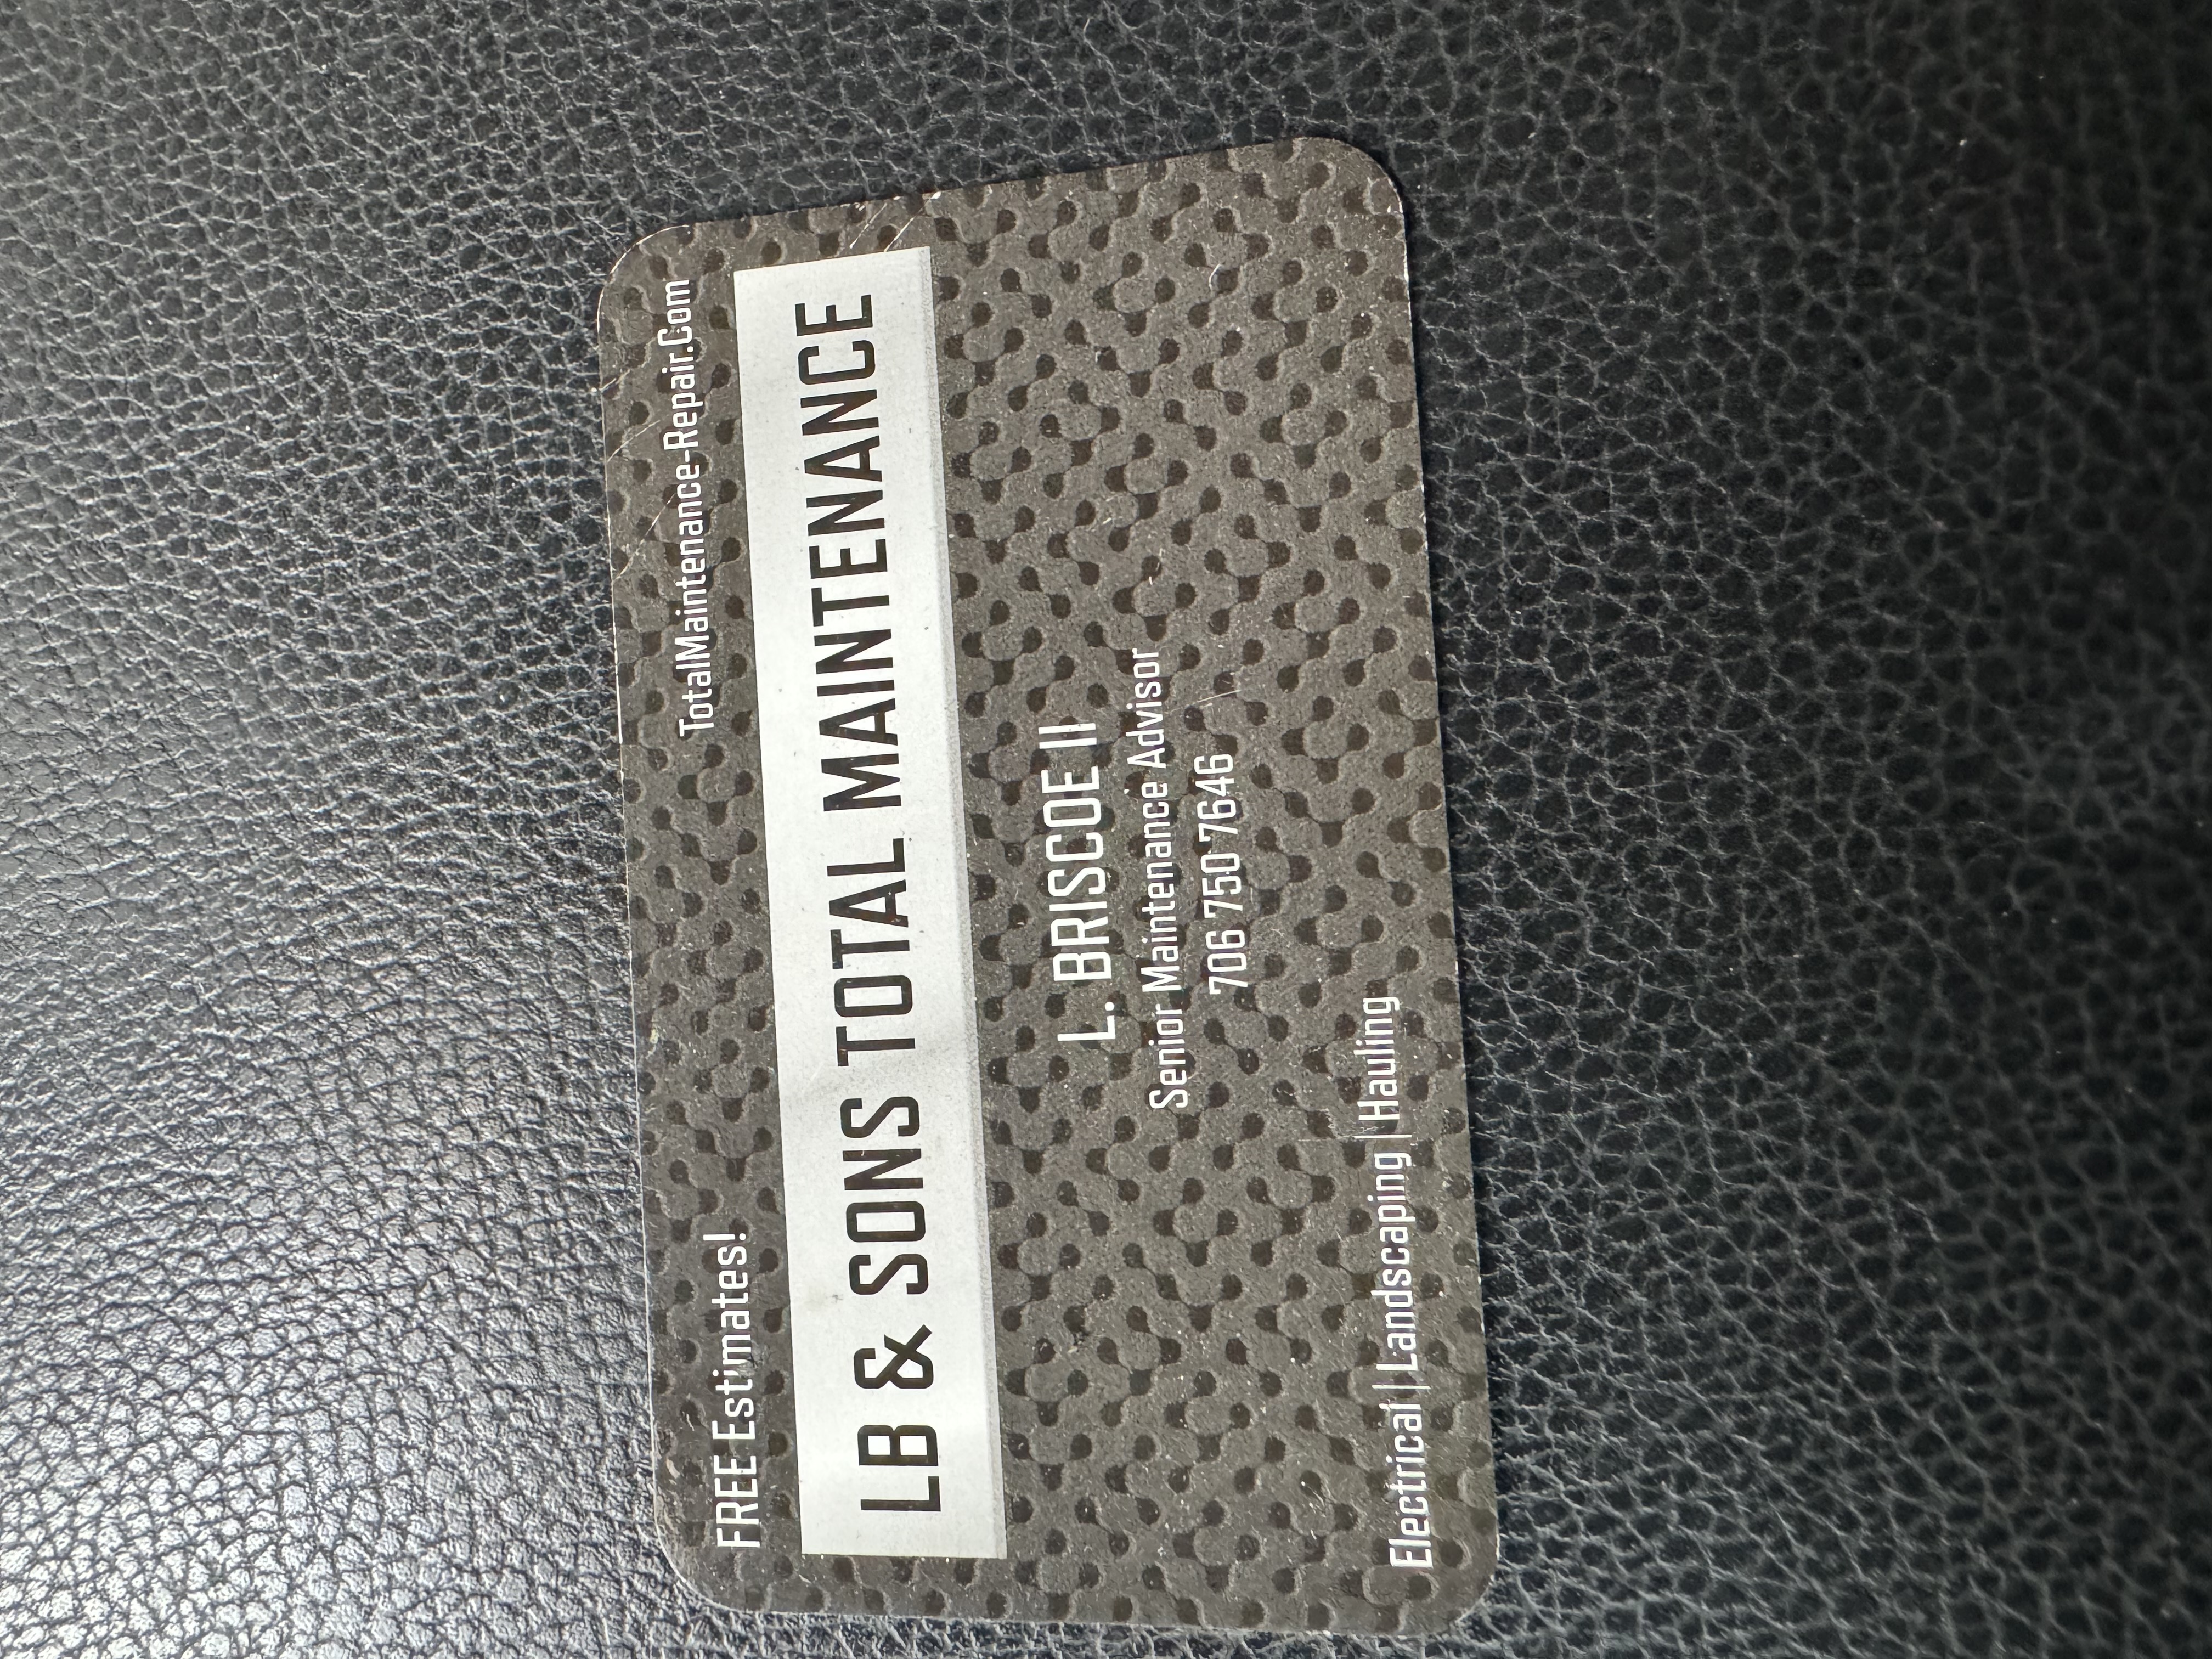 FREE Estimates! TotalMaintenance-Repair.Com
LB & SONS TOTAL MAINTENANCE
L. BRISCOE II
Senior Maintenance Advisor
706 750 7646
Electrical | Landscaping | Hauling